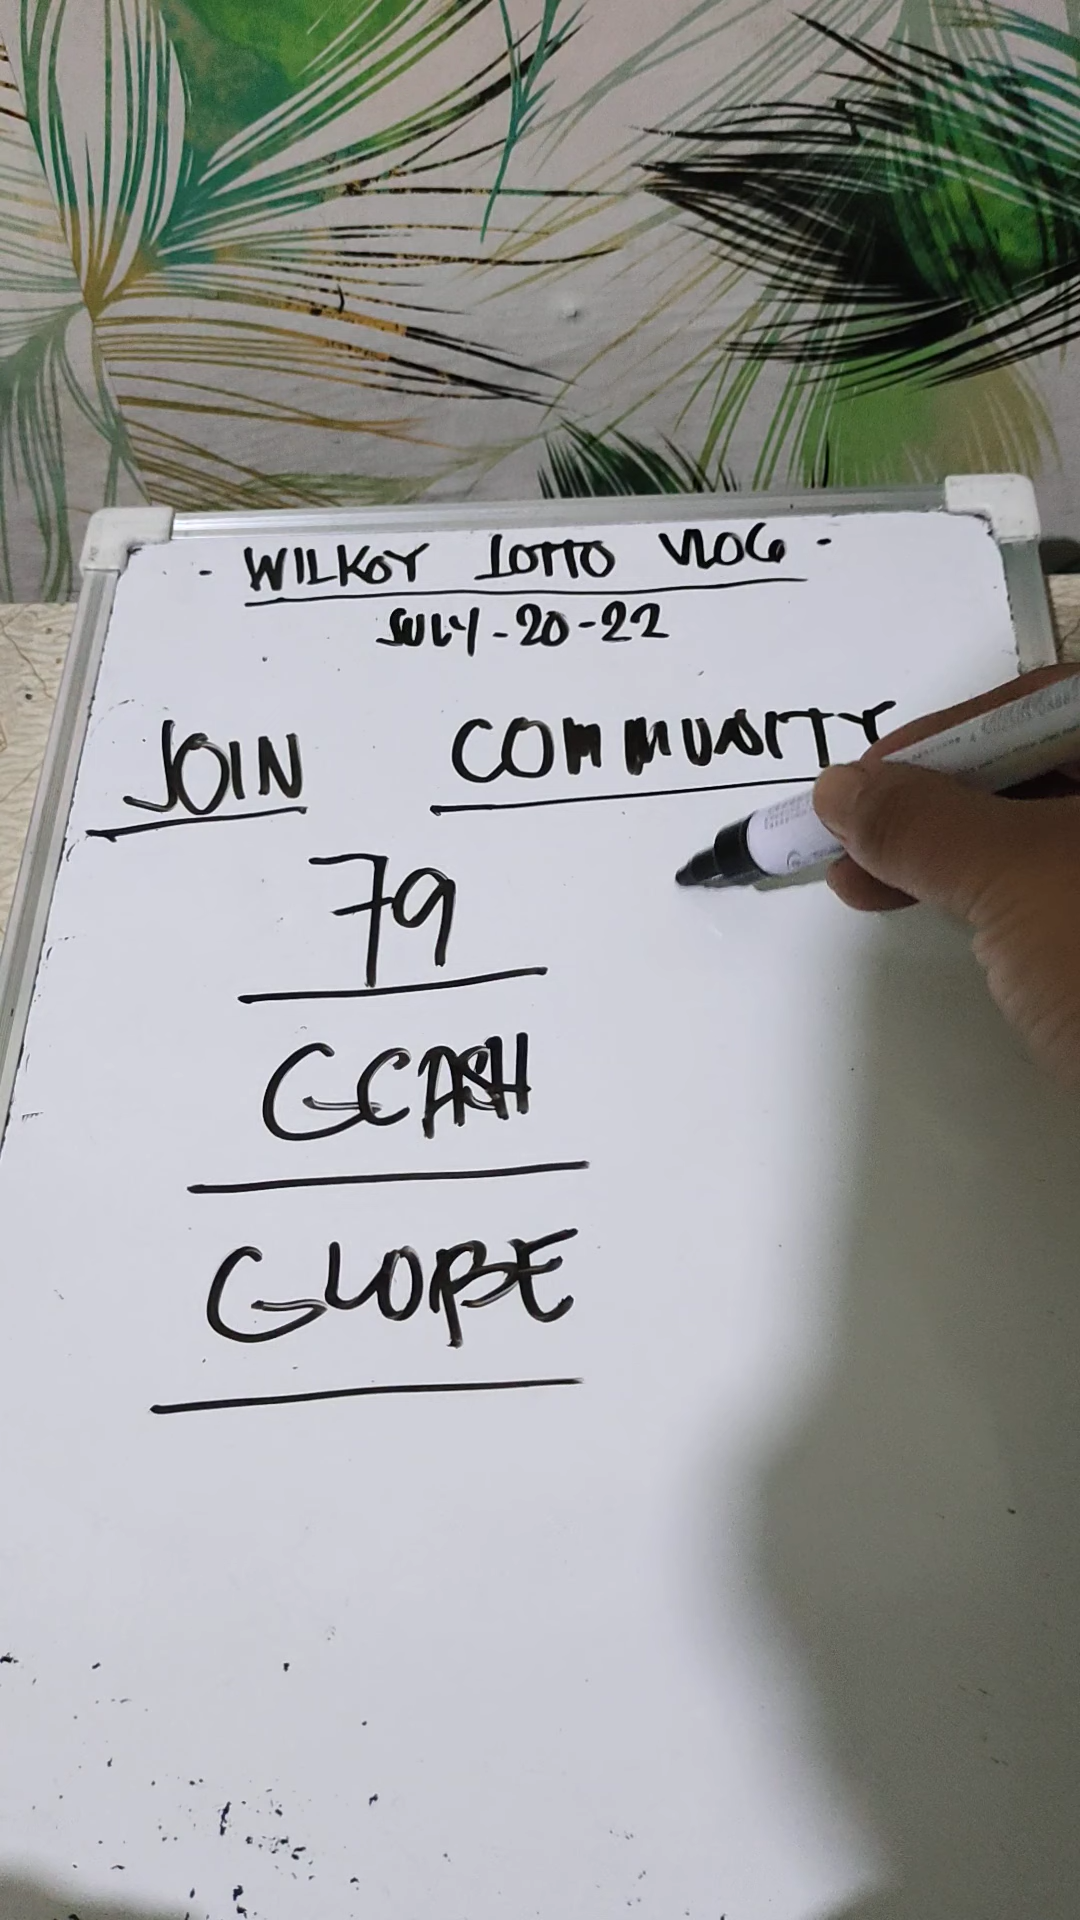 - WILKOY LOTTO VLOG -
JULY-20-22
JOIN COMMUNITY
79
GCASH
GLOBE